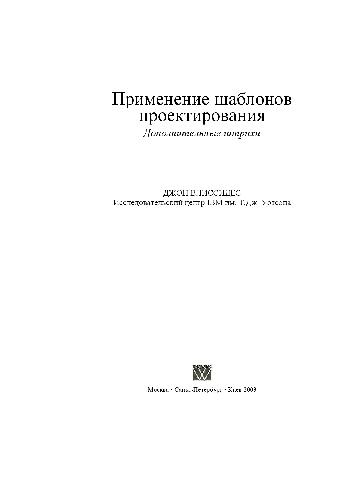 Применение шаблонов
проектирования
Дополнительные штрихи
ДЖОН ВЛИССИДЕС
Исследовательский центр IBM им. Т. Дж. Уотсона
Москва • Санкт-Петербург • Киев 2003